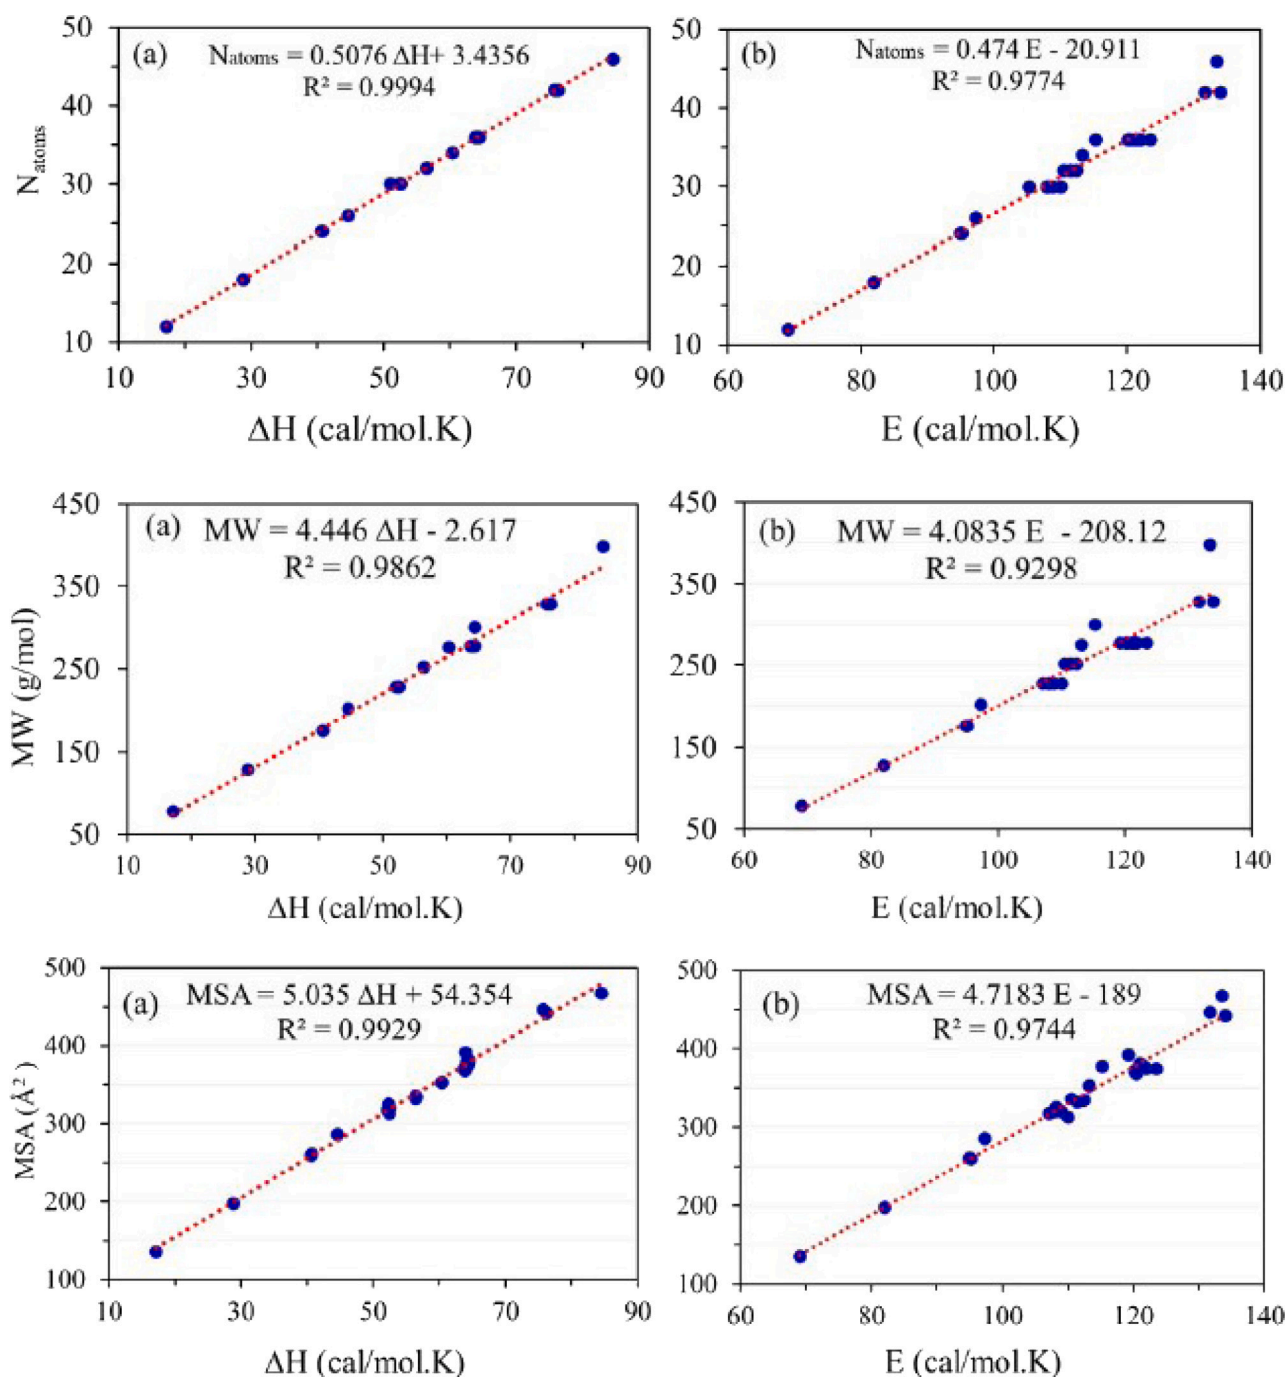 (a)
N_atoms = 0.5076 ΔH+ 3.4356
R² = 0.9994
50
40
30
20
10
N_atoms
10 30 50 70 90
ΔH (cal/mol.K)
(b)
N_atoms = 0.474 E - 20.911
R² = 0.9774
50
40
30
20
10
60 80 100 120 140
E (cal/mol.K)
(a)
MW = 4.446 ΔH - 2.617
R² = 0.9862
450
350
250
150
50
MW (g/mol)
10 30 50 70 90
ΔH (cal/mol.K)
(b)
MW = 4.0835 E - 208.12
R² = 0.9298
450
350
250
150
50
60 80 100 120 140
E (cal/mol.K)
(a)
MSA = 5.035 ΔH + 54.354
R² = 0.9929
500
400
300
200
100
MSA (Å²)
10 30 50 70 90
ΔH (cal/mol.K)
(b)
MSA = 4.7183 E - 189
R² = 0.9744
500
400
300
200
100
60 80 100 120 140
E (cal/mol.K)